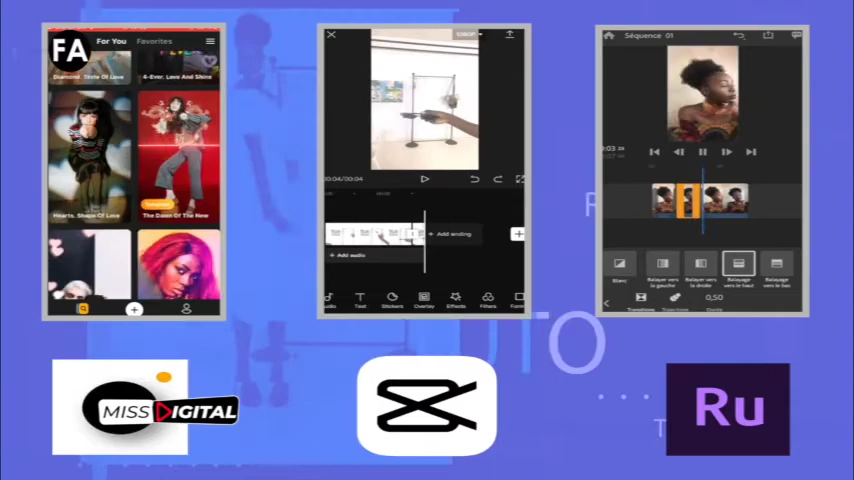 FA
For You Favorites
Diamond. Taste Of Love
4-Ever, Love And Shine
Hearts. Shape Of Love
The Dawn Of The New
1080P
00:04/00:04
Add ending
Add audio
Text
Stickers
Overlay
Effects
Filters
Séquence 01
Blanc
Balayer vers la gauche
Balayer vers la droite
Balayage vers le haut
Balayage vers le bas
0,50
Transitions
UTO
MISS DIGITAL
Ru